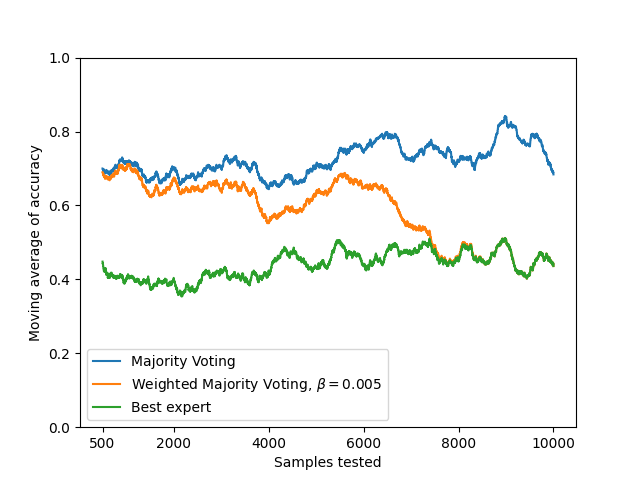 1.0
0.8
0.6
0.4
0.2
0.0
Moving average of accuracy
Majority Voting
Weighted Majority Voting, β = 0.005
Best expert
500 2000 4000 6000 8000 10000
Samples tested